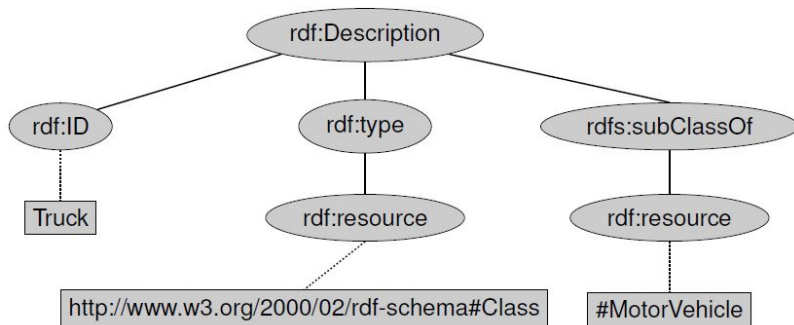 rdf:Description
rdf:ID
rdf:type
rdfs:subClassOf
Truck
rdf:resource
rdf:resource
http://www.w3.org/2000/02/rdf-schema#Class
#MotorVehicle